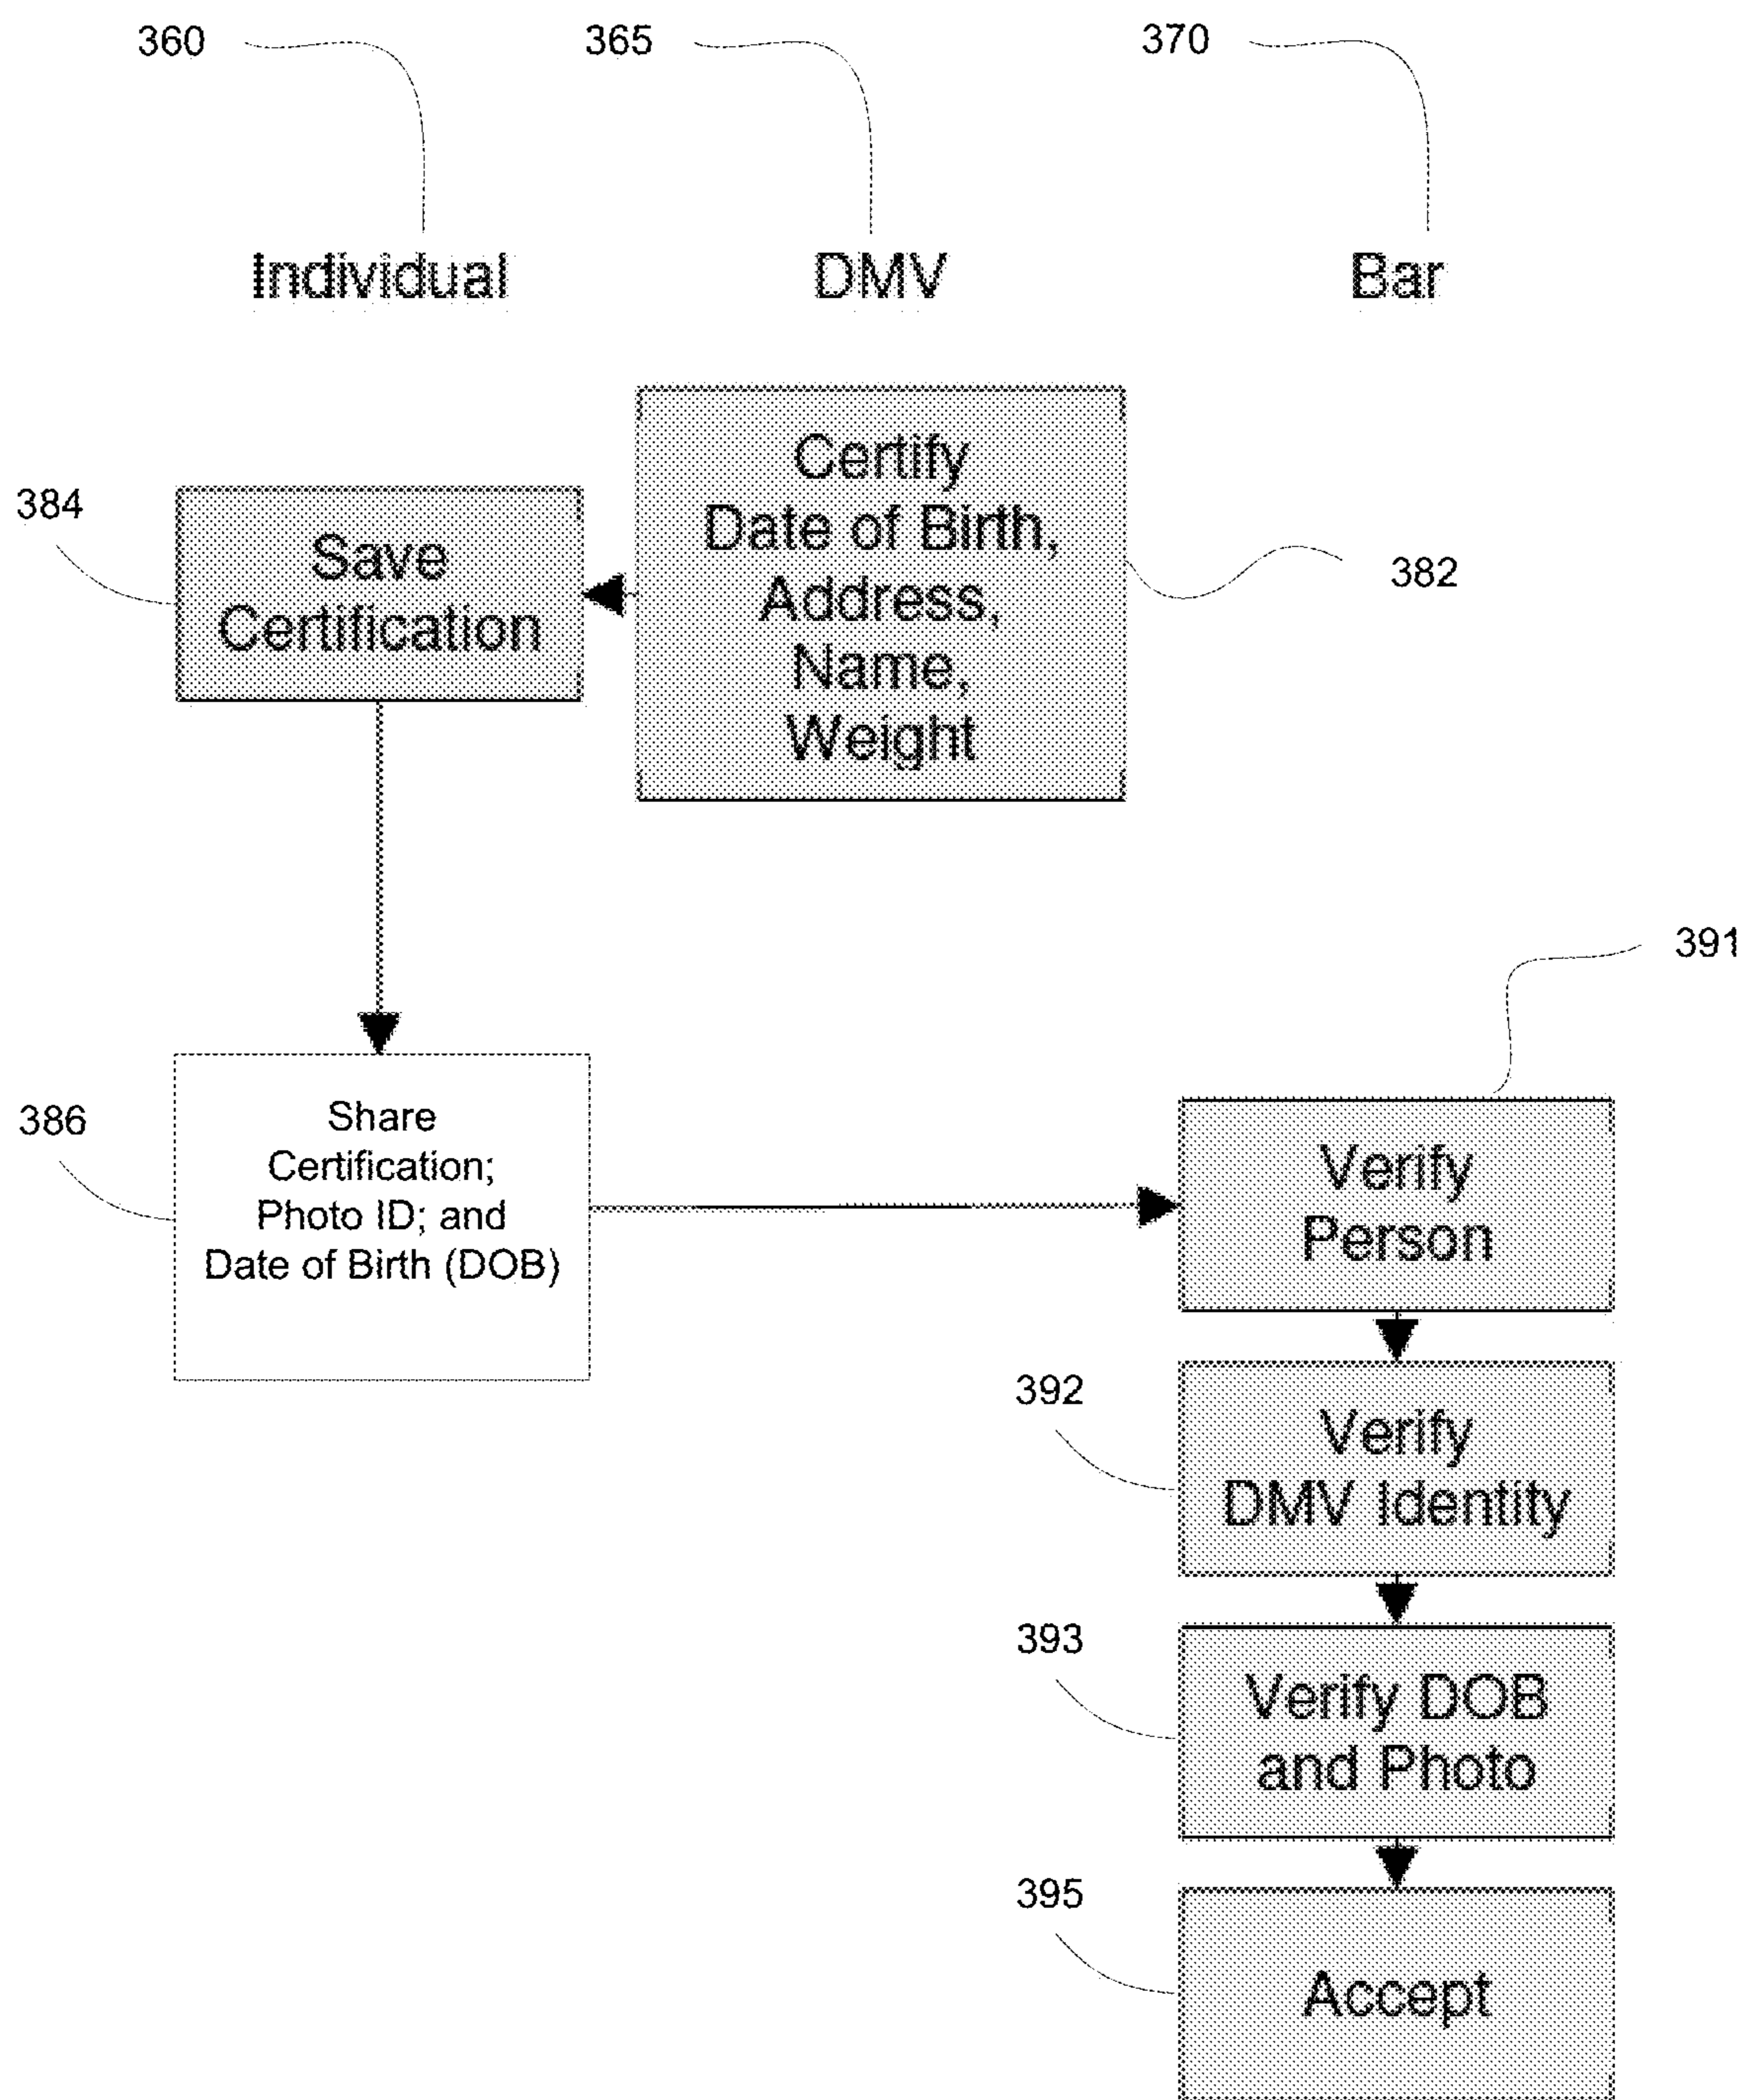 360
365
370
Individual
DMV
Bar
Certify
Date of Birth,
Address,
Name,
Weight
382
384
Save
Certification
391
386
Share
Certification;
Photo ID; and
Date of Birth (DOB)
Verify
Person
392
Verify
DMV Identity
393
Verify DOB
and Photo
395
Accept